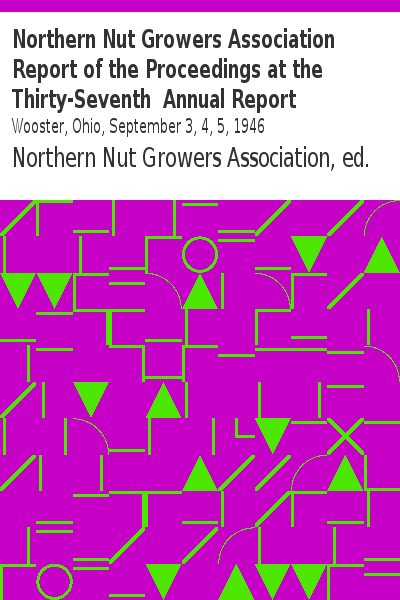 Northern Nut Growers Association
Report of the Proceedings at the
Thirty-Seventh Annual Report
Wooster, Ohio, September 3, 4, 5, 1946
Northern Nut Growers Association, ed.